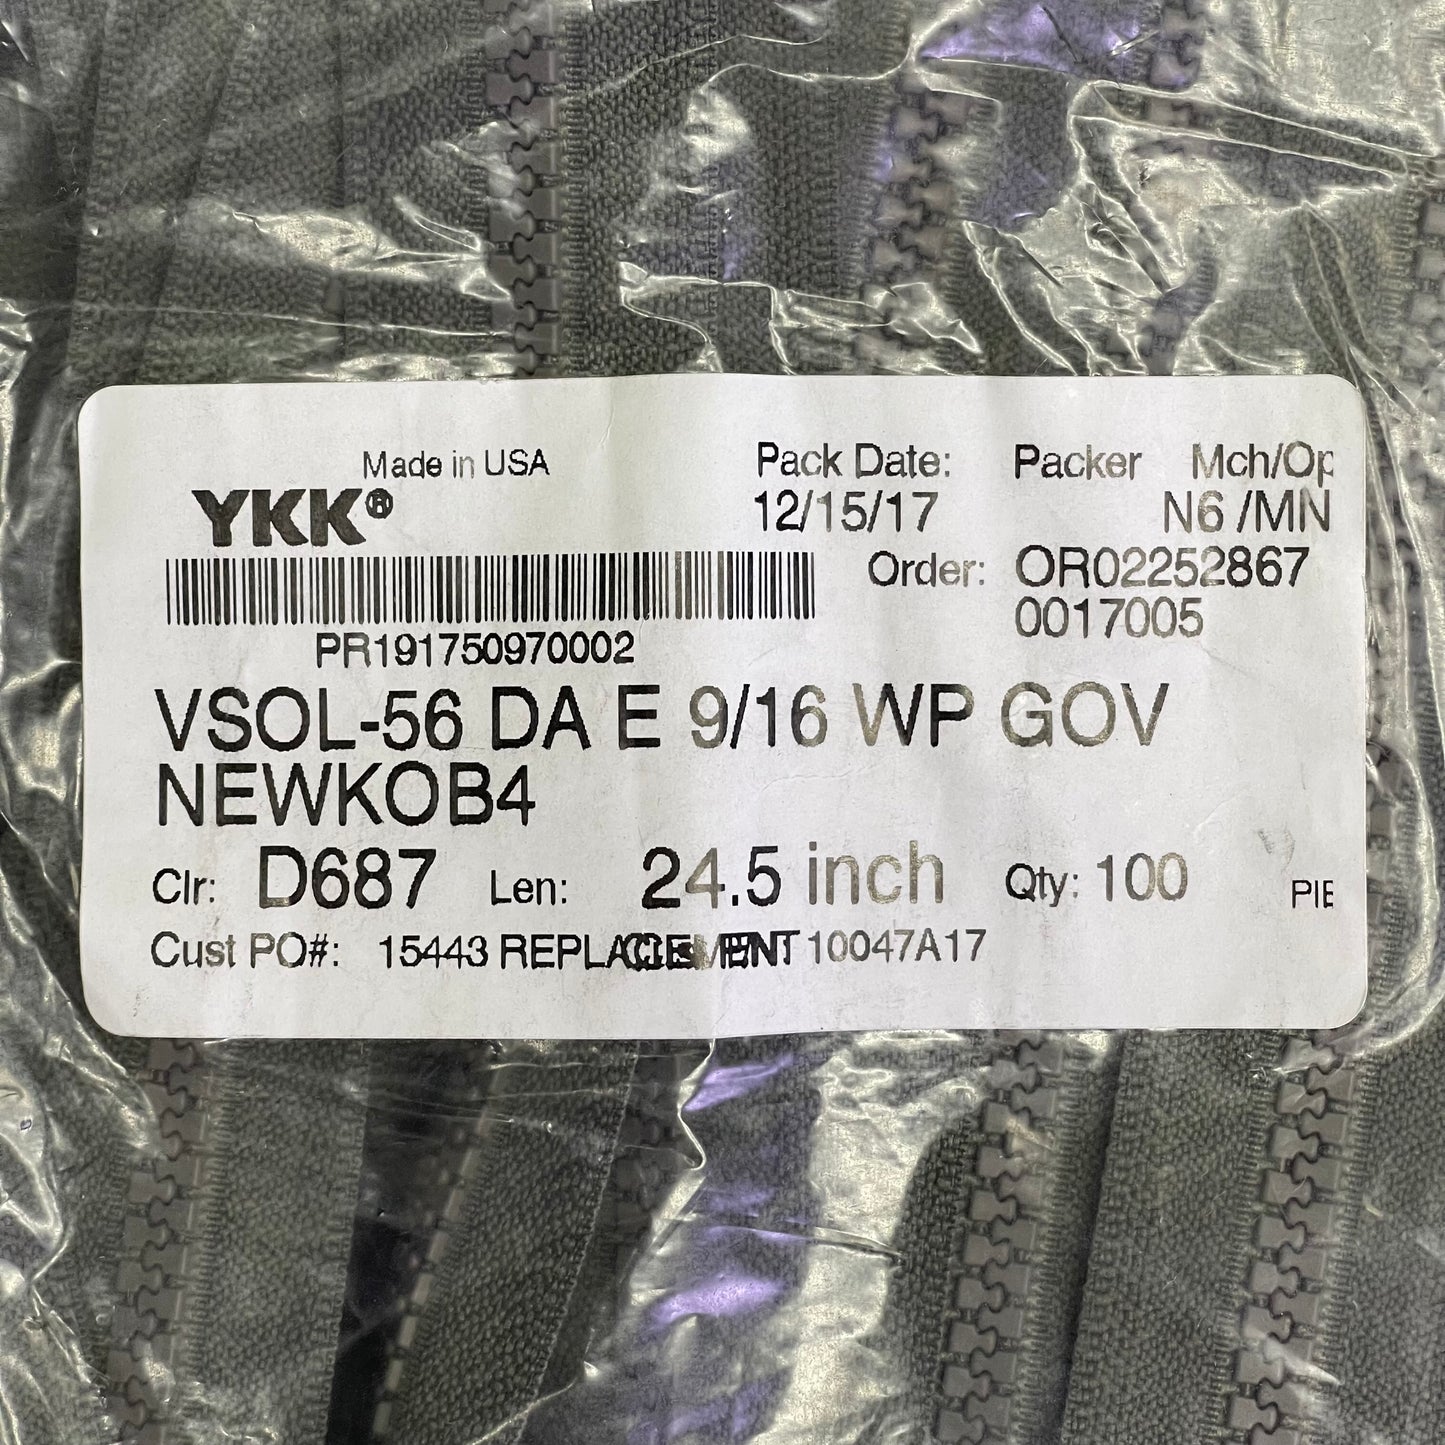 Made in USA
YKK®
Pack Date: Packer Mch/Op
12/15/17 N6 /MN
Order: OR02252867
0017005
PR191750970002
VSOL-56 DA E 9/16 WP GOV
NEWKOB4
Clr: D687 Len: 24.5 inch Qty: 100 PIE
Cust PO#: 15443 REPLACEMENT 10047A17